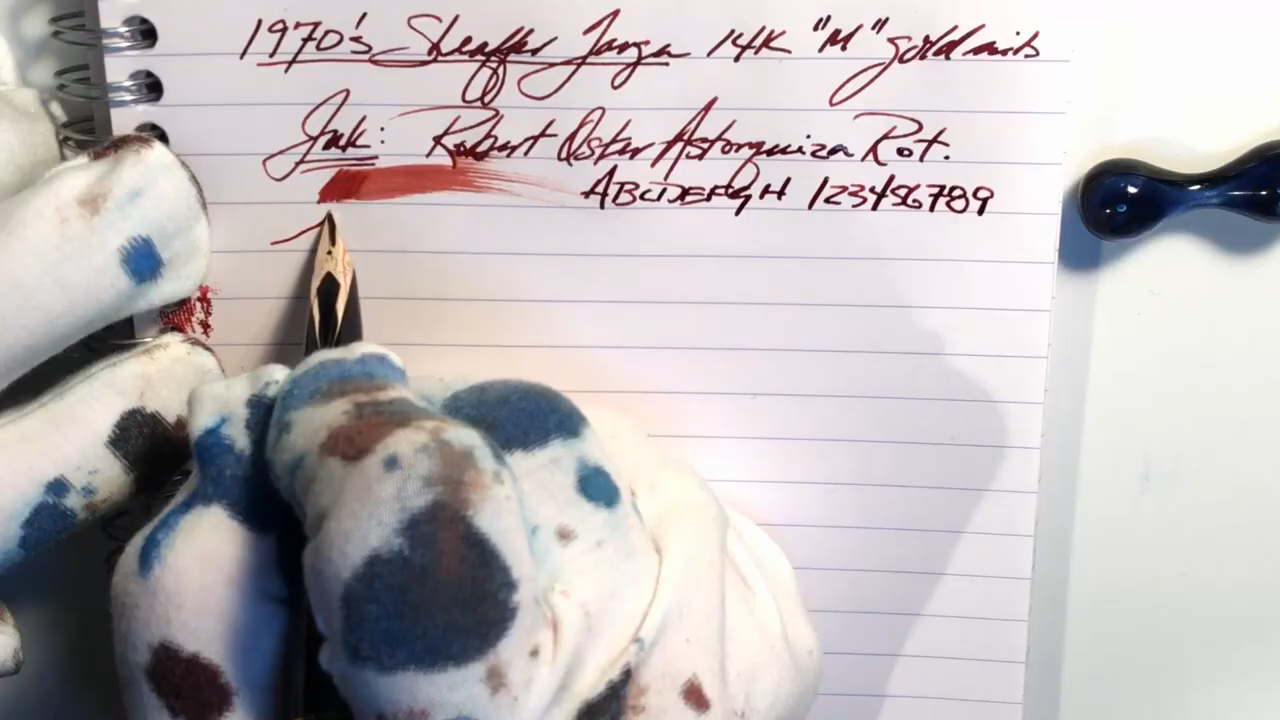 1970's Sheaffer Targa 14K "M" gold nib
Ink: Robert Oster Astorquiza Rot.
ABCDEFGH 123456789